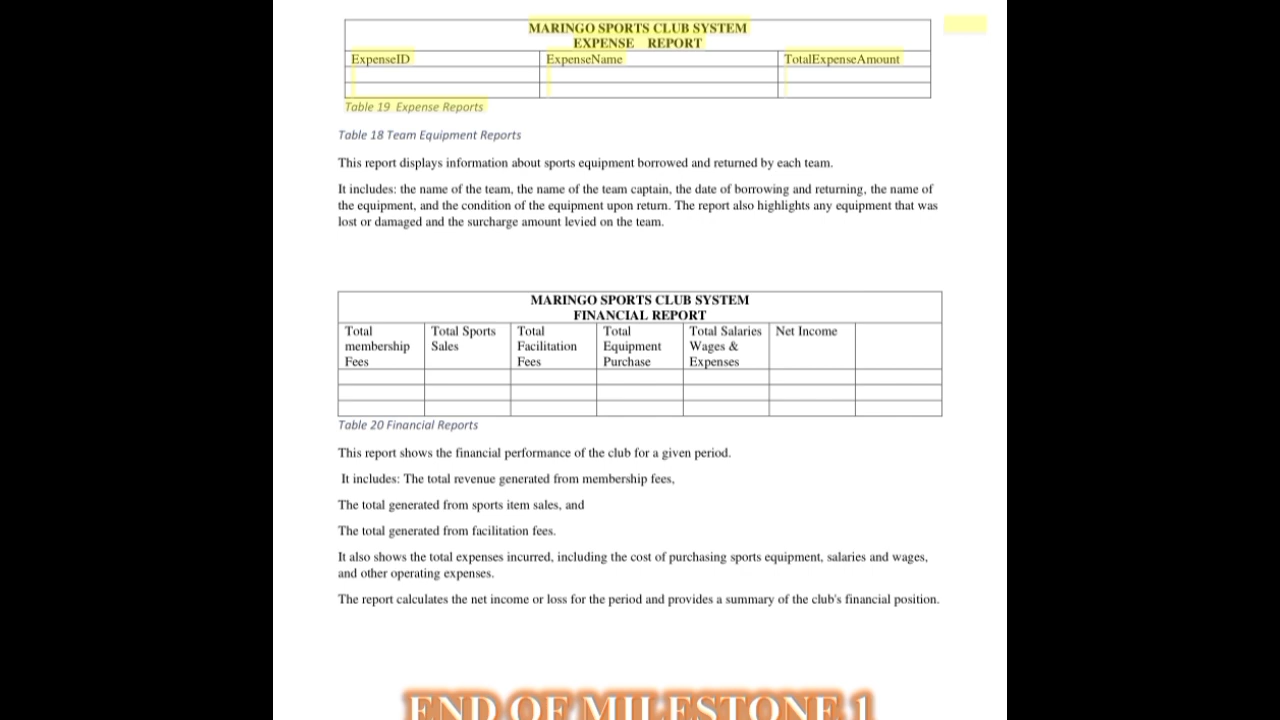 MARINGO SPORTS CLUB SYSTEM
EXPENSE REPORT
ExpenseID ExpenseName TotalExpenseAmount
Table 19 Expense Reports
Table 18 Team Equipment Reports
This report displays information about sports equipment borrowed and returned by each team.
It includes: the name of the team, the name of the team captain, the date of borrowing and returning, the name of
the equipment, and the condition of the equipment upon return. The report also highlights any equipment that was
lost or damaged and the surcharge amount levied on the team.
MARINGO SPORTS CLUB SYSTEM
FINANCIAL REPORT
Total Total Sports Total Total Total Salaries Net Income
membership Sales Facilitation Equipment Wages &
Fees Fees Purchase Expenses
Table 20 Financial Reports
This report shows the financial performance of the club for a given period.
It includes: The total revenue generated from membership fees,
The total generated from sports item sales, and
The total generated from facilitation fees.
It also shows the total expenses incurred, including the cost of purchasing sports equipment, salaries and wages,
and other operating expenses.
The report calculates the net income or loss for the period and provides a summary of the club's financial position.
END OF MILESTONE 1